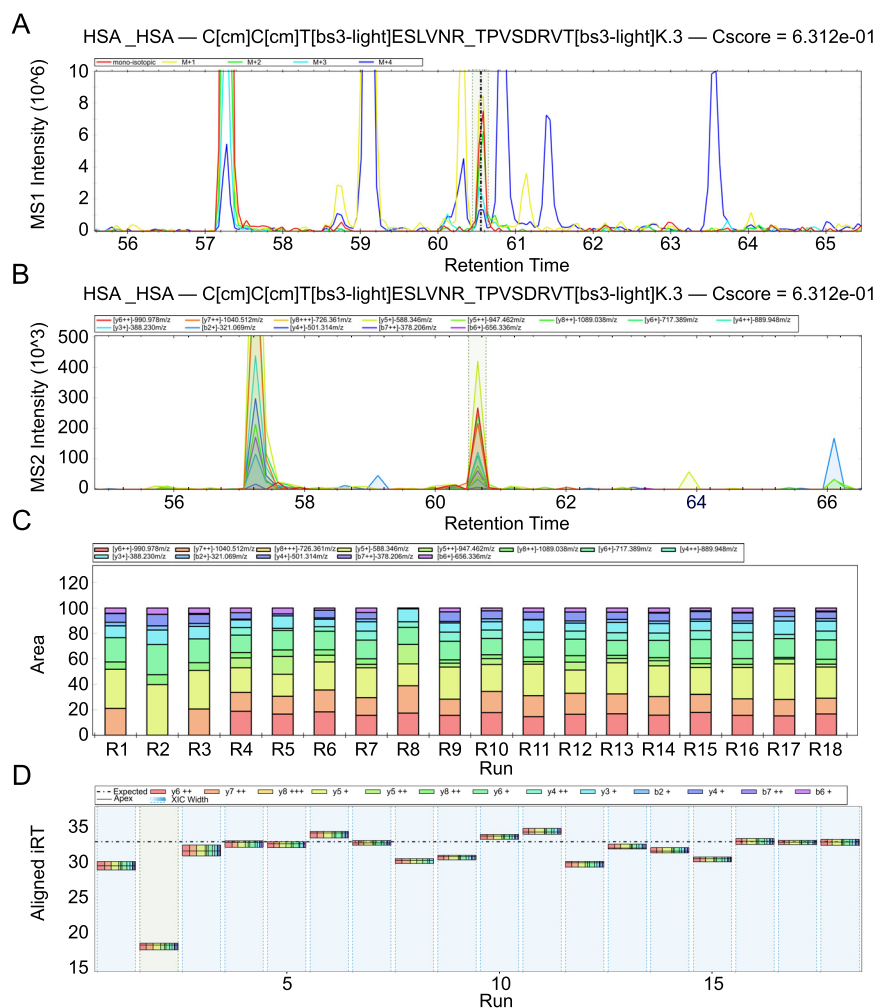 A
HSA _HSA — C[cm]C[cm]T[bs3-light]ESLVNR_TPVSDRVT[bs3-light]K.3 — Cscore = 6.312e-01
mono-isotopic M+1 M+2 M+3 M+4
MS1 Intensity (10^6)
10
8
6
4
2
0
56 57 58 59 60 61 62 63 64 65
Retention Time
B
HSA _HSA — C[cm]C[cm]T[bs3-light]ESLVNR_TPVSDRVT[bs3-light]K.3 — Cscore = 6.312e-01
[y6++]-990.978m/z [y7++]-1040.512m/z [y8+++]-726.361m/z [y5+]-588.346m/z [y5++]-947.462m/z [y8++]-1089.038m/z [y6+]-717.389m/z [y4++]-889.948m/z
[y3+]-388.230m/z [b2+]-321.069m/z [y4+]-501.314m/z [b7++]-378.206m/z [b6+]-656.336m/z
MS2 Intensity (10^3)
500
400
300
200
100
0
56 58 60 62 64 66
Retention Time
C
[y6++]-990.978m/z [y7++]-1040.512m/z [y8+++]-726.361m/z [y5+]-588.346m/z [y5++]-947.462m/z [y8++]-1089.038m/z [y6+]-717.389m/z [y4++]-889.948m/z
[y3+]-388.230m/z [b2+]-321.069m/z [y4+]-501.314m/z [b7++]-378.206m/z [b6+]-656.336m/z
Area
120
100
80
60
40
20
0
R1 R2 R3 R4 R5 R6 R7 R8 R9 R10 R11 R12 R13 R14 R15 R16 R17 R18
Run
D
Expected y6 ++ y7 ++ y8 +++ y5 + y5 ++ y8 ++ y6 + y4 ++ y3 + b2 + y4 + b7 ++ b6 +
Apex XIC Width
Aligned iRT
35
30
25
20
15
5 10 15
Run